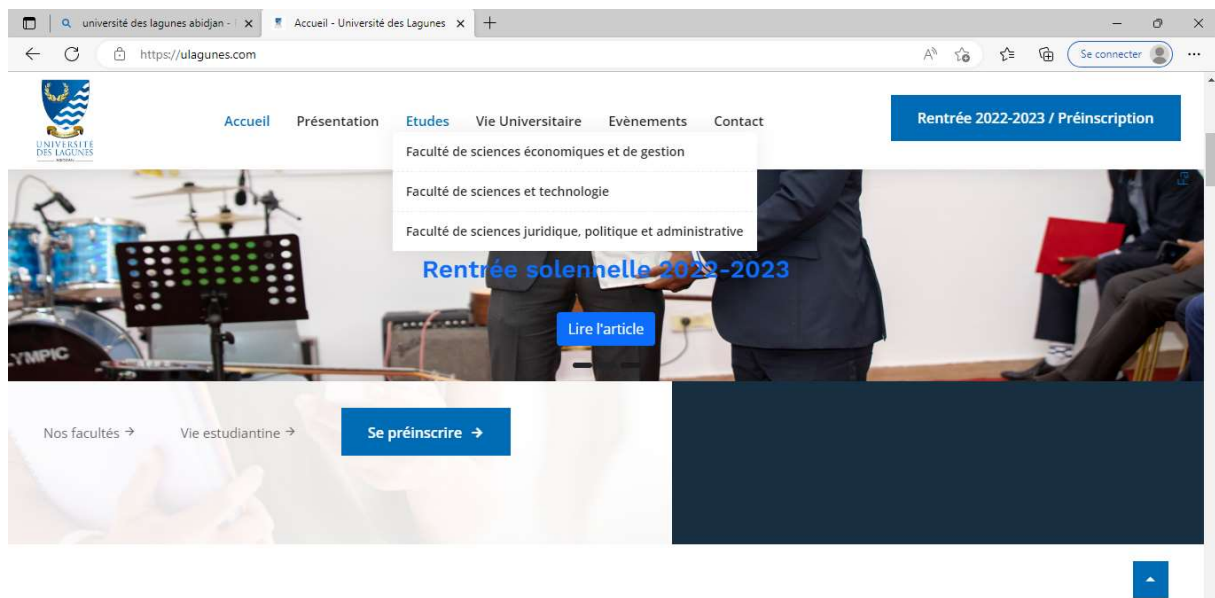 université des lagunes abidjan -
Accueil - Université des Lagunes
https://ulagunes.com
Se connecter
UNIVERSITE
DES LAGUNES
Accueil
Présentation
Etudes
Vie Universitaire
Evènements
Contact
Rentrée 2022-2023 / Préinscription
Faculté de sciences économiques et de gestion
Faculté de sciences et technologie
Faculté de sciences juridique, politique et administrative
Rentrée solennelle 2022-2023
Lire l'article
YMPIC
Nos facultés →
Vie estudiantine →
Se préinscrire →